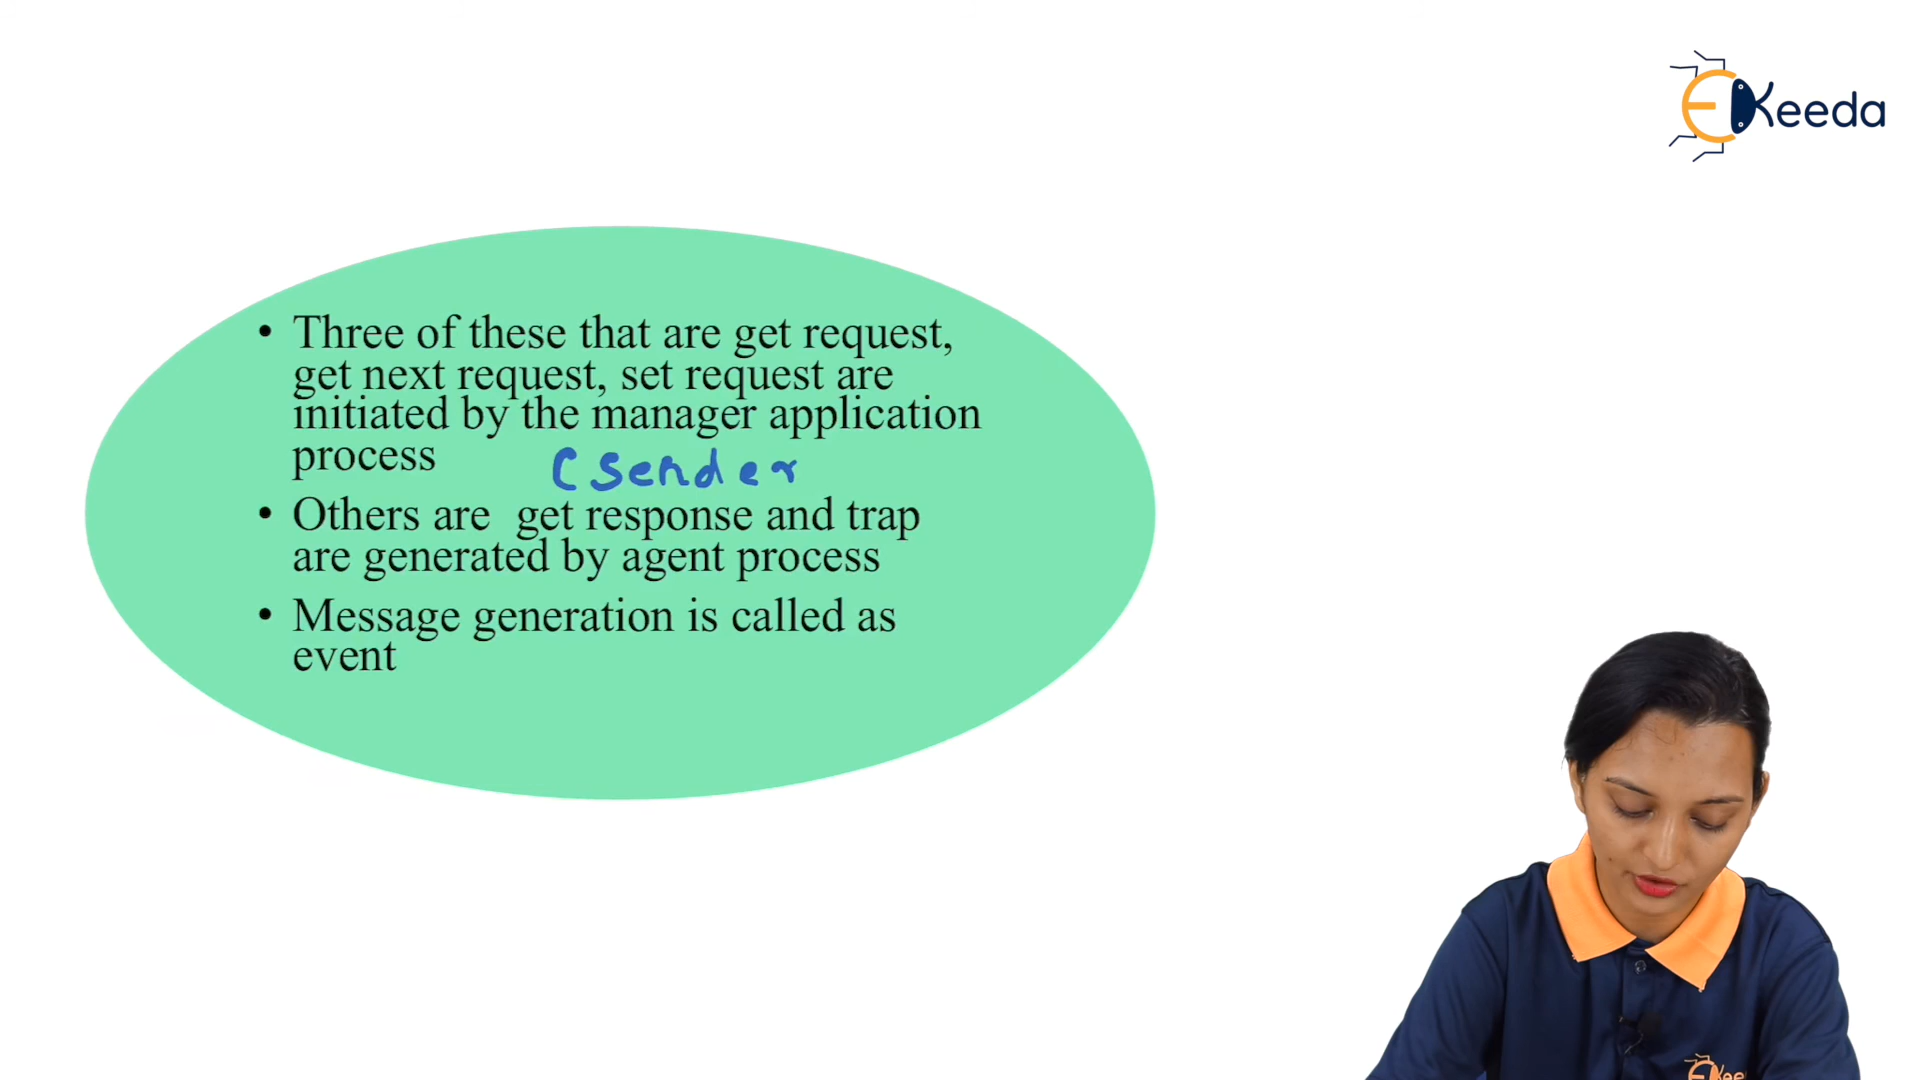 EKeeda
• Three of these that are get request,
get next request, set request are
initiated by the manager application
process
(sender
• Others are get response and trap
are generated by agent process
• Message generation is called as
event